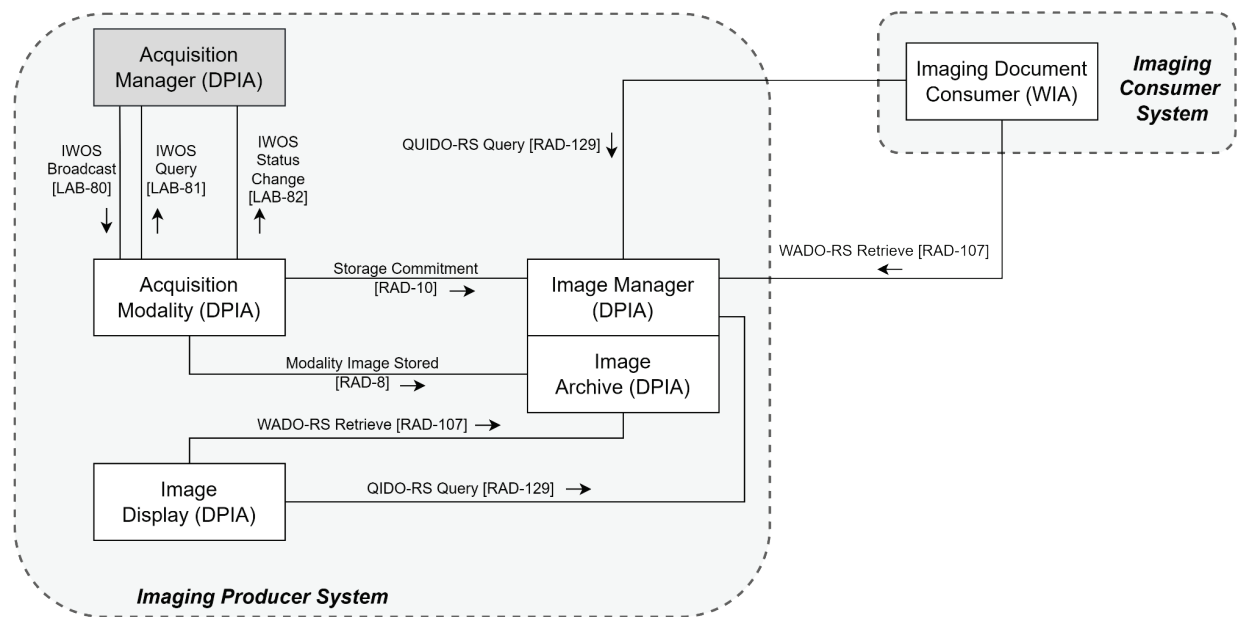 Acquisition
Manager (DPIA)
Imaging Document
Consumer (WIA)
Imaging
Consumer
System
IWOS
Broadcast
[LAB-80]
IWOS
Query
[LAB-81]
IWOS
Status
Change
[LAB-82]
QUIDO-RS Query [RAD-129]
WADO-RS Retrieve [RAD-107]
Acquisition
Modality (DPIA)
Storage Commitment
[RAD-10]
Image Manager
(DPIA)
Modality Image Stored
[RAD-8]
Image
Archive (DPIA)
WADO-RS Retrieve [RAD-107]
Image
Display (DPIA)
QIDO-RS Query [RAD-129]
Imaging Producer System